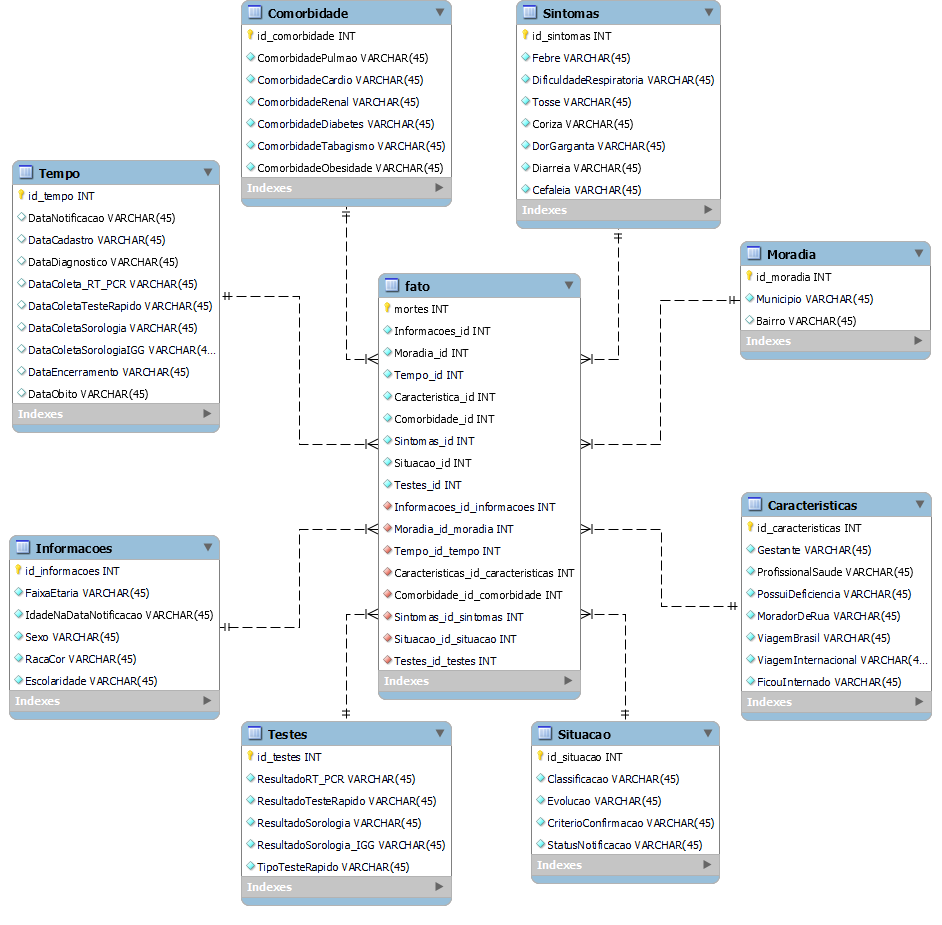 Comorbidade
id_comorbidade INT
ComorbidadePulmao VARCHAR(45)
ComorbidadeCardio VARCHAR(45)
ComorbidadeRenal VARCHAR(45)
ComorbidadeDiabetes VARCHAR(45)
ComorbidadeTabagismo VARCHAR(45)
ComorbidadeObesidade VARCHAR(45)
Indexes
Sintomas
id_sintomas INT
Febre VARCHAR(45)
DificuldadeRespiratoria VARCHAR(45)
Tosse VARCHAR(45)
Coriza VARCHAR(45)
DorGarganta VARCHAR(45)
Diarreia VARCHAR(45)
Cefaleia VARCHAR(45)
Indexes
Tempo
id_tempo INT
DataNotificacao VARCHAR(45)
DataCadastro VARCHAR(45)
DataDiagnostico VARCHAR(45)
DataColeta_RT_PCR VARCHAR(45)
DataColetaTesteRapido VARCHAR(45)
DataColetaSorologia VARCHAR(45)
DataColetaSorologiaIGG VARCHAR(4...
DataEncerramento VARCHAR(45)
DataObito VARCHAR(45)
Indexes
Moradia
id_moradia INT
Municipio VARCHAR(45)
Bairro VARCHAR(45)
Indexes
fato
mortes INT
Informacoes_id INT
Moradia_id INT
Tempo_id INT
Caracteristica_id INT
Comorbidade_id INT
Sintomas_id INT
Situacao_id INT
Testes_id INT
Informacoes_id_informacoes INT
Moradia_id_moradia INT
Tempo_id_tempo INT
Caracteristicas_id_caracteristicas INT
Comorbidade_id_comorbidade INT
Sintomas_id_sintomas INT
Situacao_id_situacao INT
Testes_id_testes INT
Indexes
Caracteristicas
id_caracteristicas INT
Gestante VARCHAR(45)
ProfissionalSaude VARCHAR(45)
PossuiDeficiencia VARCHAR(45)
MoradorDeRua VARCHAR(45)
ViagemBrasil VARCHAR(45)
ViagemInternacional VARCHAR(4...
FicouInternado VARCHAR(45)
Indexes
Informacoes
id_informacoes INT
FaixaEtaria VARCHAR(45)
IdadeNaDataNotificacao VARCHAR(45)
Sexo VARCHAR(45)
RacaCor VARCHAR(45)
Escolaridade VARCHAR(45)
Indexes
Testes
id_testes INT
ResultadoRT_PCR VARCHAR(45)
ResultadoTesteRapido VARCHAR(45)
ResultadoSorologia VARCHAR(45)
ResultadoSorologia_IGG VARCHAR(45)
TipoTesteRapido VARCHAR(45)
Indexes
Situacao
id_situacao INT
Classificacao VARCHAR(45)
Evolucao VARCHAR(45)
CriterioConfirmacao VARCHAR(45)
StatusNotificacao VARCHAR(45)
Indexes